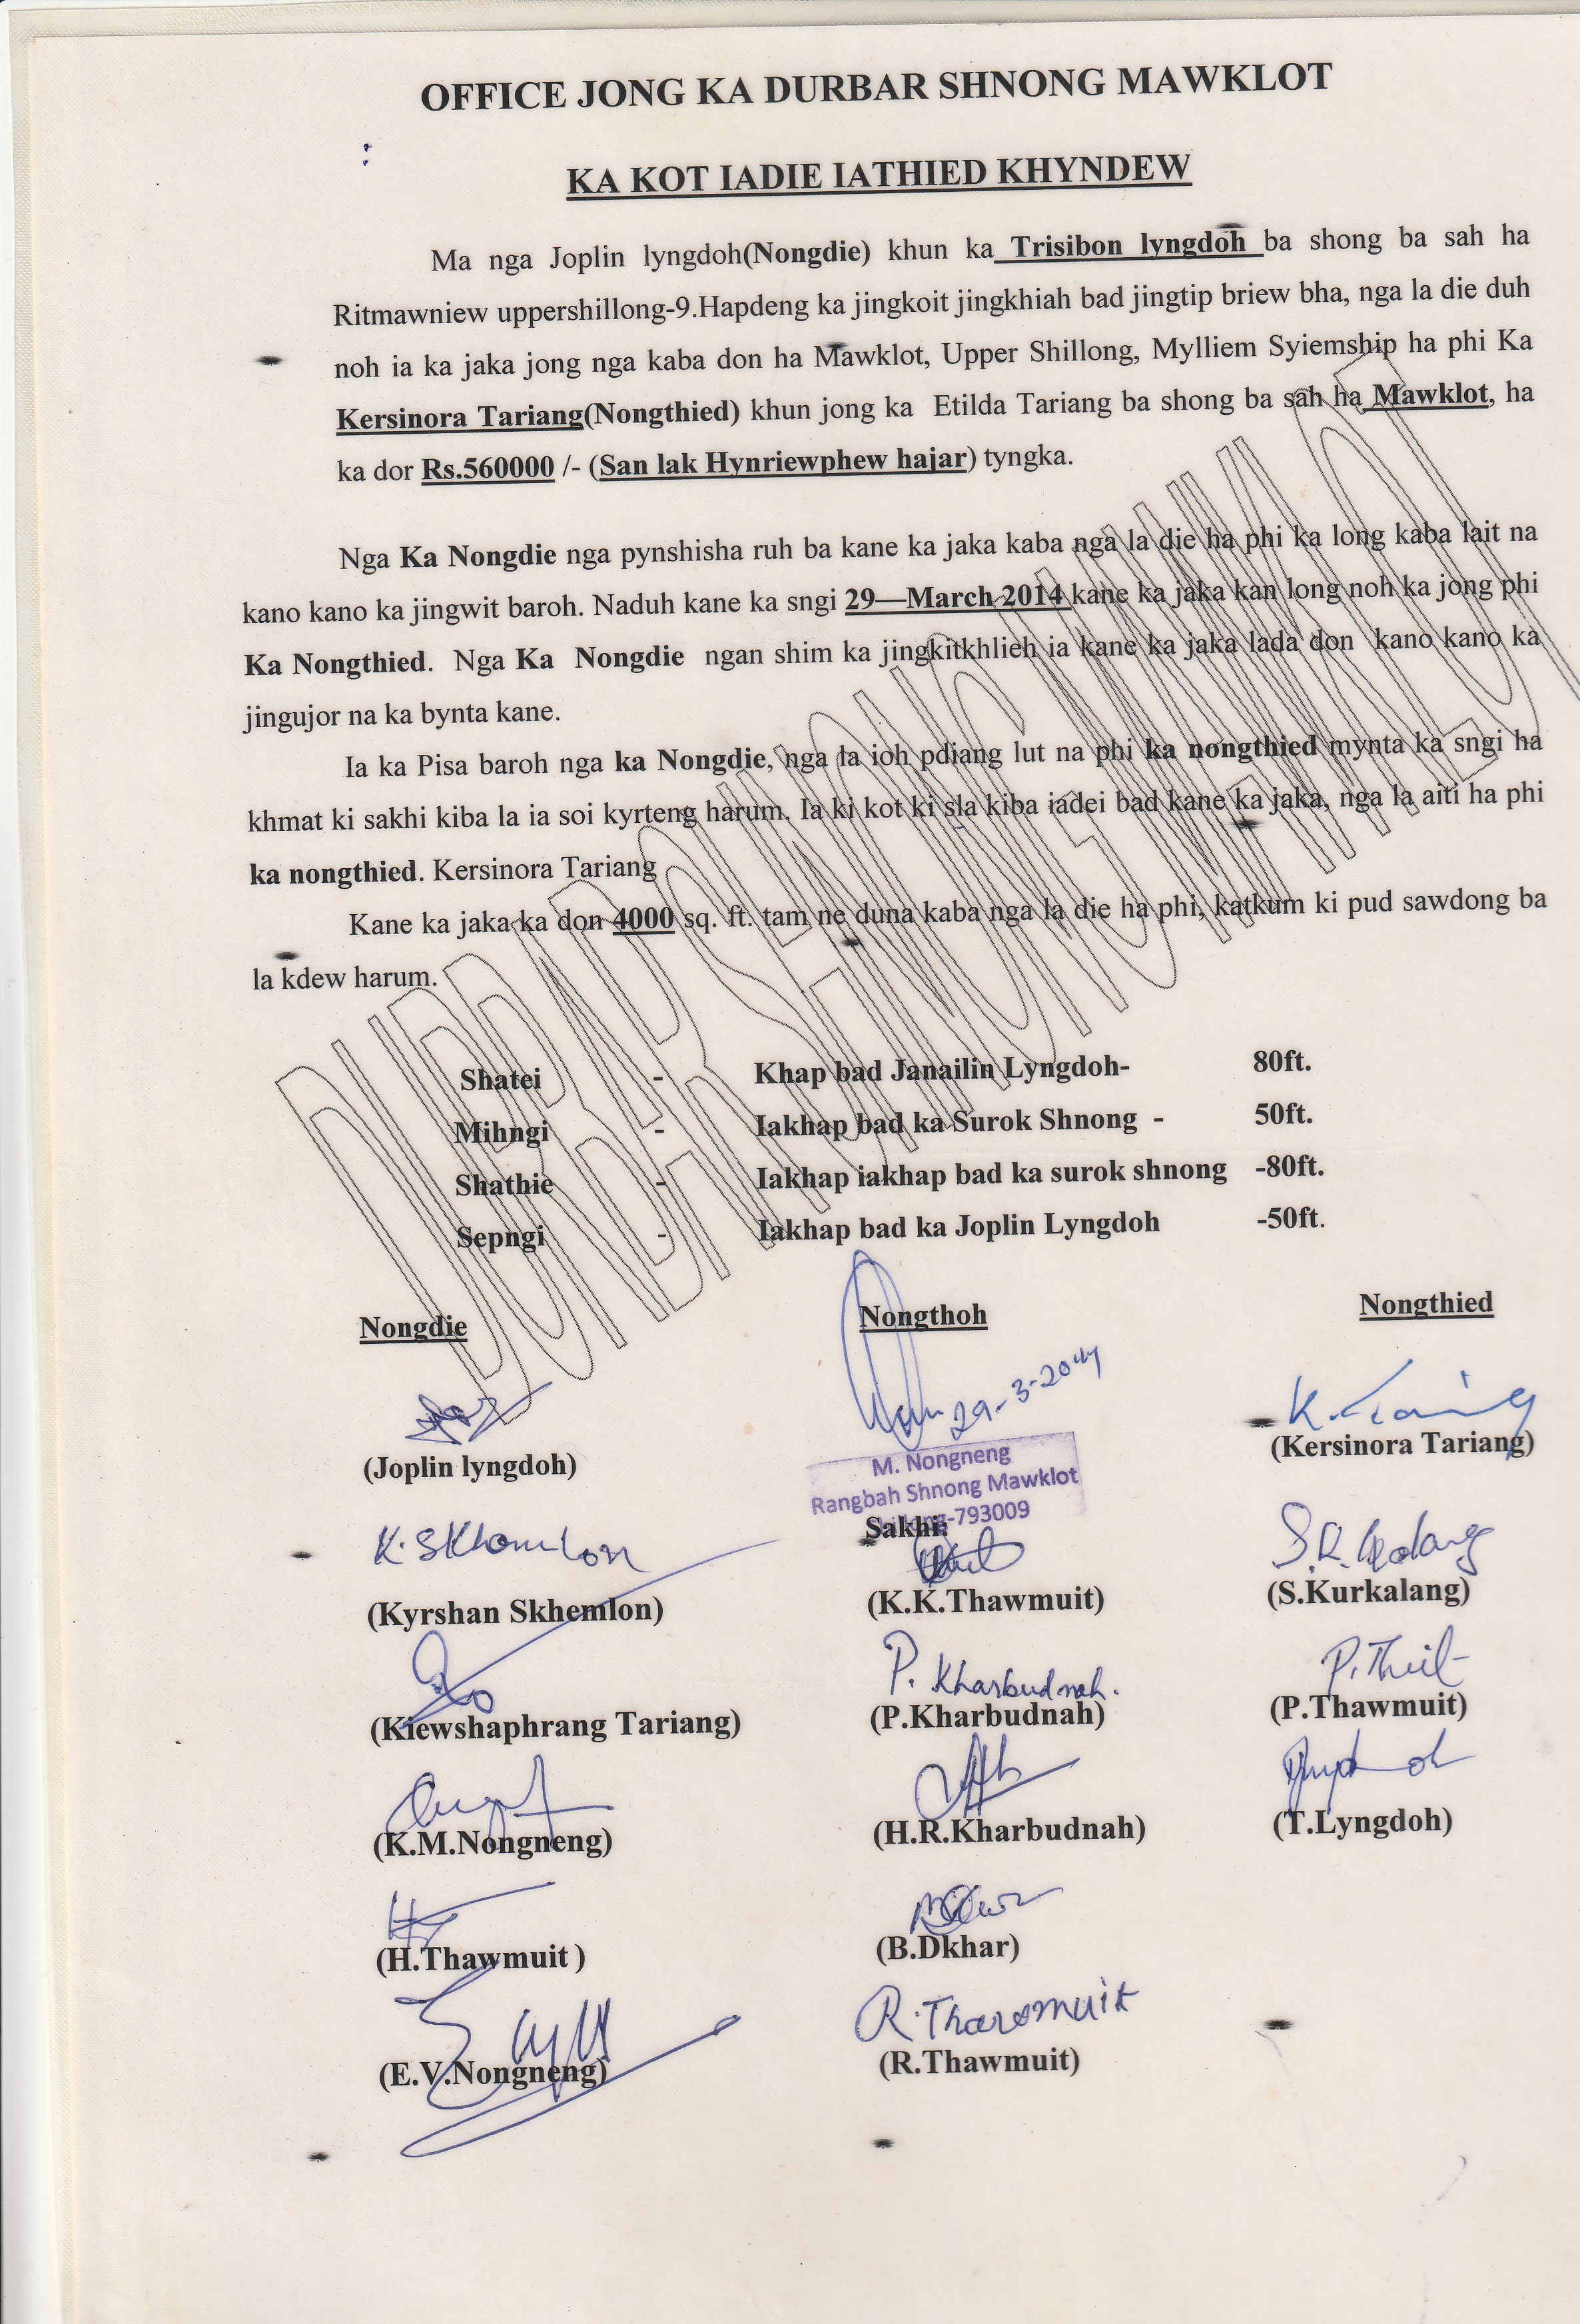 OFFICE JONG KA DURBAR SHNONG MAWKLOT
KA KOT IADIE IATHIED KHYNDEW
Ma nga Joplin lyngdoh(Nongdie) khun ka Trisibon lyngdoh ba shong ba sah ha
Ritmawniew uppershillong-9.Hapdeng ka jingkoit jingkhiah bad jingtip briew bha, nga la die duh
noh ia ka jaka jong nga kaba don ha Mawklot, Upper Shillong, Mylliem Syiemship ha phi Ka
Kersinora Tariang(Nongthied) khun jong ka Etilda Tariang ba shong ba sah ha Mawklot, ha
ka dor Rs.560000 /- (San lak Hynriewphew hajar) tyngka.
Nga Ka Nongdie nga pynshisha ruh ba kane ka jaka kaba nga la die ha phi ka long kaba lait na
kano kano ka jingwit baroh. Naduh kane ka sngi 29—March 2014 kane ka jaka kan long noh ka jong phi
Ka Nongthied. Nga Ka Nongdie ngan shim ka jingkitkhlieh ia kane ka jaka lada don kano kano ka
jingujor na ka bynta kane.
Ia ka Pisa baroh nga ka Nongdie, nga la ioh pdiang lut na phi ka nongthied mynta ka sngi ha
khmat ki sakhi kiba la ia soi kyrteng harum. Ia ki kot ki sla kiba iadei bad kane ka jaka, nga la aiti ha phi
ka nongthied. Kersinora Tariang
Kane ka jaka ka don 4000 sq. ft. tam ne duna kaba nga la die ha phi, katkum ki pud sawdong ba
la kdew harum.
Shatei - Khap bad Janailin Lyngdoh- 80ft.
Mihngi - Iakhap bad ka Surok Shnong - 50ft.
Shathie - Iakhap iakhap bad ka surok shnong -80ft.
Sepngi - Iakhap bad ka Joplin Lyngdoh -50ft.
DURBAR SHNONG MAWKLOT
Nongdie Nongthoh Nongthied
29-3-2014
(Joplin lyngdoh) (Kersinora Tariang)
M. Nongneng
Rangbah Shnong Mawklot
-793009
Sakhi:
K. Skhemlon
(Kyrshan Skhemlon) (K.K.Thawmuit) (S.Kurkalang)
P. Kharbudnah.
(Kiewshaphrang Tariang) (P.Kharbudnah) (P.Thawmuit)
(K.M.Nongneng) (H.R.Kharbudnah) (T.Lyngdoh)
(H.Thawmuit ) (B.Dkhar)
R. Thawmuit
(E.V.Nongneng) (R.Thawmuit)